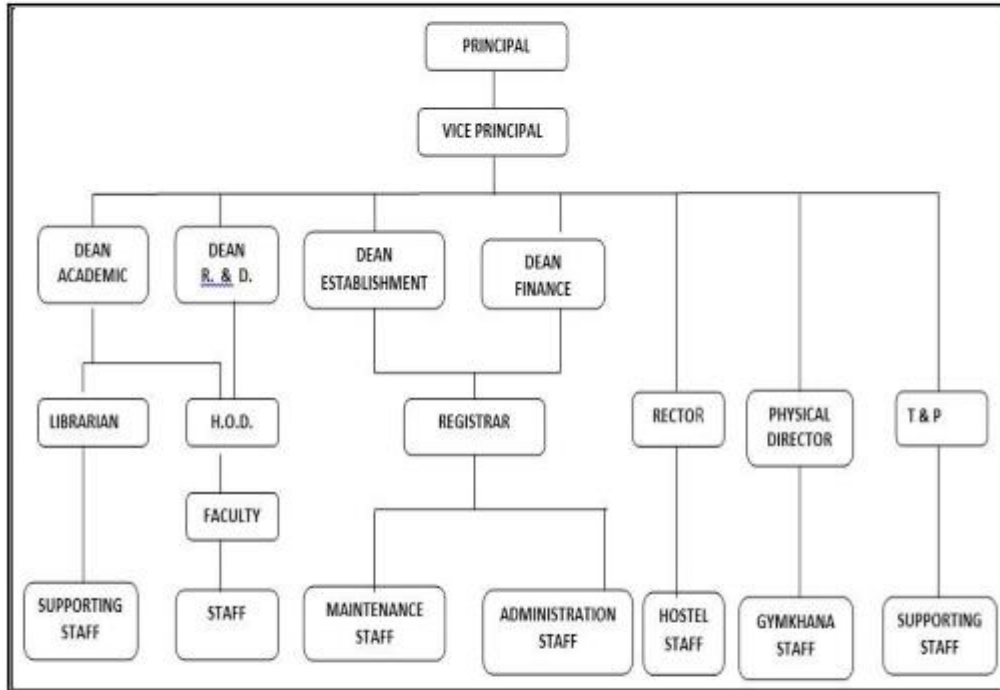 PRINCIPAL
VICE PRINCIPAL
DEAN
ACADEMIC
DEAN
R. & D.
DEAN
ESTABLISHMENT
DEAN
FINANCE
LIBRARIAN
H.O.D.
REGISTRAR
RECTOR
PHYSICAL
DIRECTOR
T & P
FACULTY
SUPPORTING
STAFF
STAFF
MAINTENANCE
STAFF
ADMINISTRATION
STAFF
HOSTEL
STAFF
GYMKHANA
STAFF
SUPPORTING
STAFF